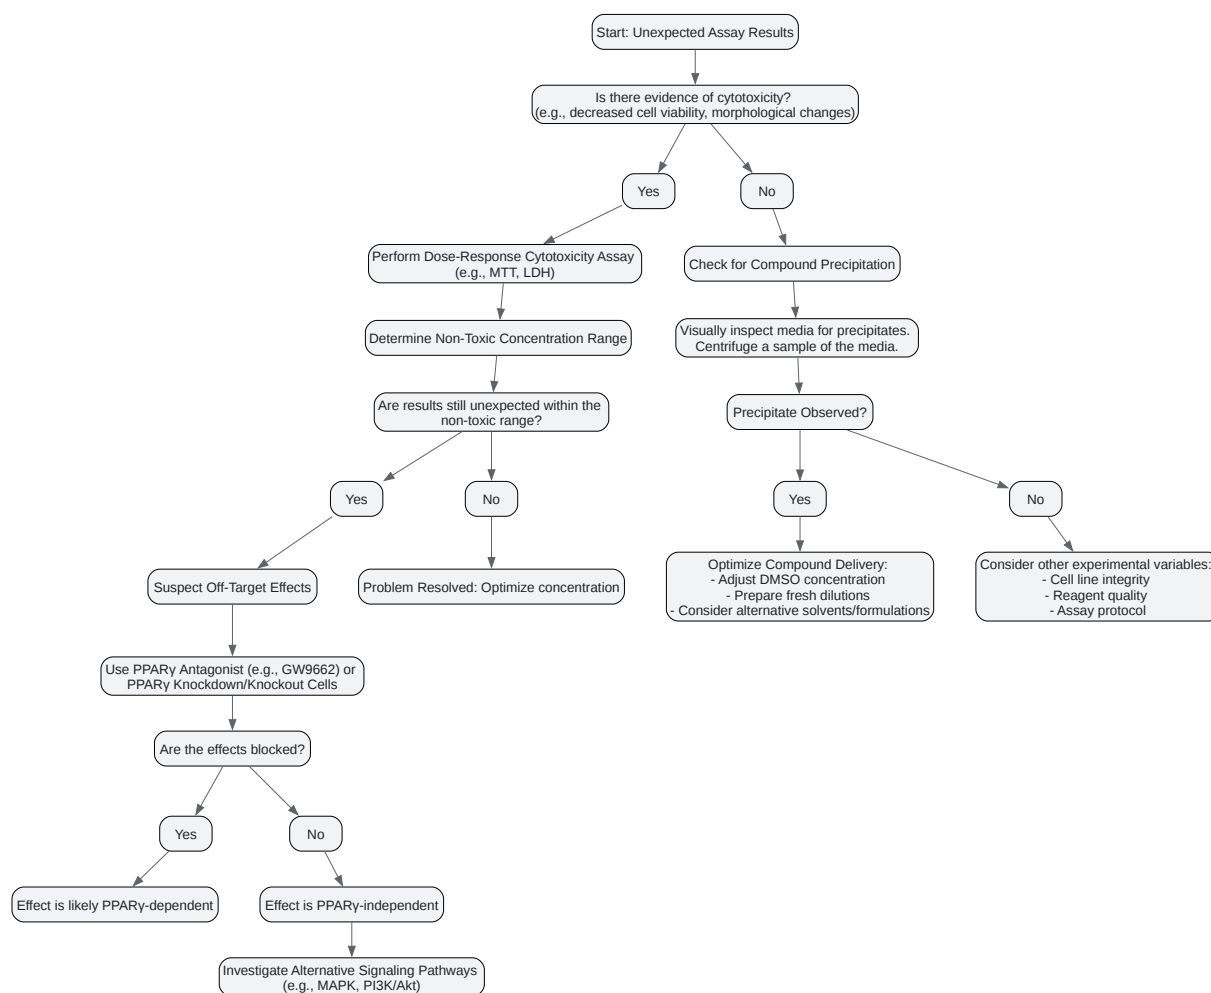 Start: Unexpected Assay Results
Is there evidence of cytotoxicity?
(e.g., decreased cell viability, morphological changes)
Yes
No
Perform Dose-Response Cytotoxicity Assay
(e.g., MTT, LDH)
Check for Compound Precipitation
Determine Non-Toxic Concentration Range
Visually inspect media for precipitates.
Centrifuge a sample of the media.
Are results still unexpected within the
non-toxic range?
Precipitate Observed?
Yes
No
Yes
No
Suspect Off-Target Effects
Problem Resolved: Optimize concentration
Optimize Compound Delivery:
- Adjust DMSO concentration
- Prepare fresh dilutions
- Consider alternative solvents/formulations
Consider other experimental variables:
- Cell line integrity
- Reagent quality
- Assay protocol
Use PPARγ Antagonist (e.g., GW9662) or
PPARγ Knockdown/Knockout Cells
Are the effects blocked?
Yes
No
Effect is likely PPARγ-dependent
Effect is PPARγ-independent
Investigate Alternative Signaling Pathways
(e.g., MAPK, PI3K/Akt)